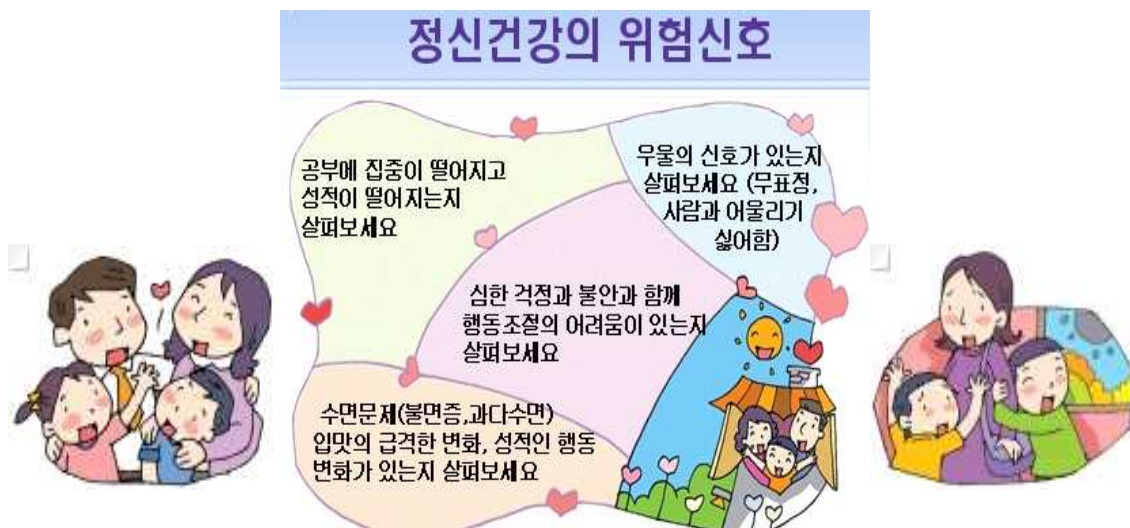 정신건강의 위험신호
공부에 집중이 떨어지고
성적이 떨어지는지
살펴보세요
우울의 신호가 있는지
살펴보세요 (무표정,
사람과 어울리기
싫어함)
심한 걱정과 불안과 함께
행동조절의 어려움이 있는지
살펴보세요
수면문제(불면증,과다수면)
입맛의 급격한 변화, 성적인 행동
변화가 있는지 살펴보세요